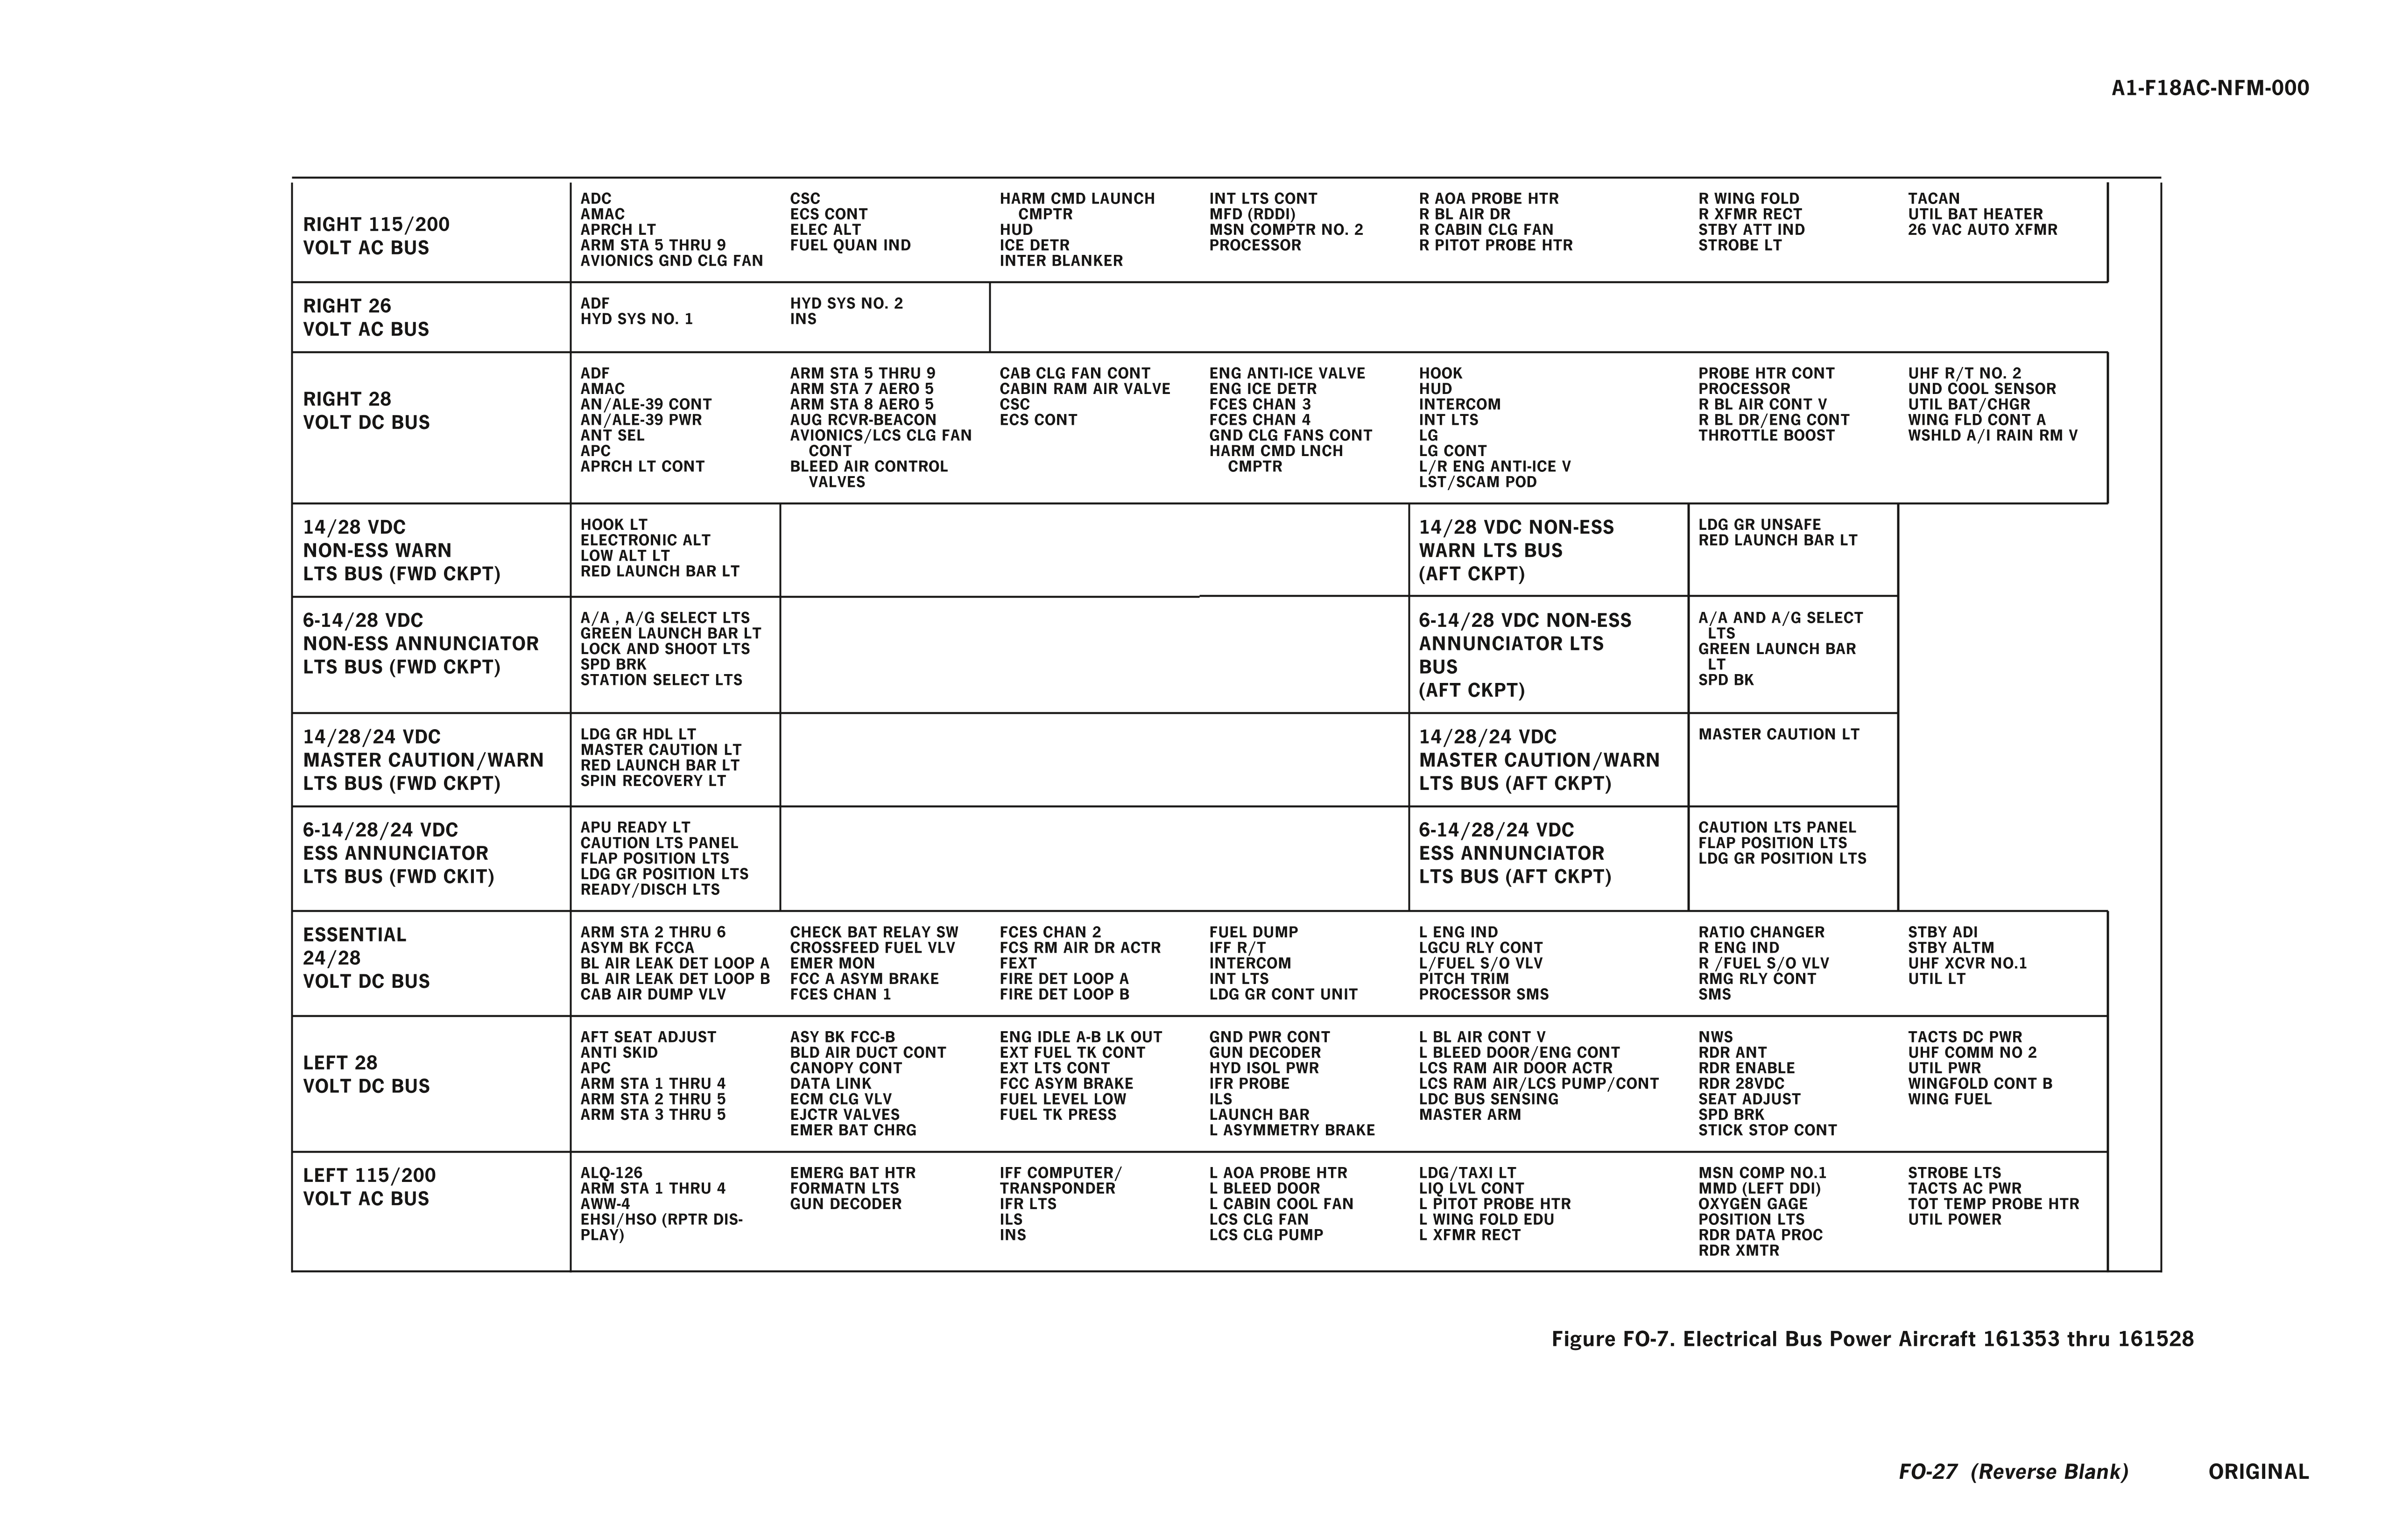 A1-F18AC-NFM-000
RIGHT 115/200
VOLT AC BUS
ADC
AMAC
APRCH LT
ARM STA 5 THRU 9
AVIONICS GND CLG FAN
CSC
ECS CONT
ELEC ALT
FUEL QUAN IND
HARM CMD LAUNCH
CMPTR
HUD
ICE DETR
INTER BLANKER
INT LTS CONT
MFD (RDDI)
MSN COMPTR NO. 2
PROCESSOR
R AOA PROBE HTR
R BL AIR DR
R CABIN CLG FAN
R PITOT PROBE HTR
R WING FOLD
R XFMR RECT
STBY ATT IND
STROBE LT
TACAN
UTIL BAT HEATER
26 VAC AUTO XFMR
RIGHT 26
VOLT AC BUS
ADF
HYD SYS NO. 1
HYD SYS NO. 2
INS
RIGHT 28
VOLT DC BUS
ADF
AMAC
AN/ALE-39 CONT
AN/ALE-39 PWR
ANT SEL
APC
APRCH LT CONT
ARM STA 5 THRU 9
ARM STA 7 AERO 5
ARM STA 8 AERO 5
AUG RCVR-BEACON
AVIONICS/LCS CLG FAN
CONT
BLEED AIR CONTROL
VALVES
CAB CLG FAN CONT
CABIN RAM AIR VALVE
CSC
ECS CONT
ENG ANTI-ICE VALVE
ENG ICE DETR
FCES CHAN 3
FCES CHAN 4
GND CLG FANS CONT
HARM CMD LNCH
CMPTR
HOOK
HUD
INTERCOM
INT LTS
LG
LG CONT
L/R ENG ANTI-ICE V
LST/SCAM POD
PROBE HTR CONT
PROCESSOR
R BL AIR CONT V
R BL DR/ENG CONT
THROTTLE BOOST
UHF R/T NO. 2
UND COOL SENSOR
UTIL BAT/CHGR
WING FLD CONT A
WSHLD A/I RAIN RM V
14/28 VDC
NON-ESS WARN
LTS BUS (FWD CKPT)
HOOK LT
ELECTRONIC ALT
LOW ALT LT
RED LAUNCH BAR LT
14/28 VDC NON-ESS
WARN LTS BUS
(AFT CKPT)
LDG GR UNSAFE
RED LAUNCH BAR LT
6-14/28 VDC
NON-ESS ANNUNCIATOR
LTS BUS (FWD CKPT)
A/A , A/G SELECT LTS
GREEN LAUNCH BAR LT
LOCK AND SHOOT LTS
SPD BRK
STATION SELECT LTS
6-14/28 VDC NON-ESS
ANNUNCIATOR LTS
BUS
(AFT CKPT)
A/A AND A/G SELECT
LTS
GREEN LAUNCH BAR
LT
SPD BK
14/28/24 VDC
MASTER CAUTION/WARN
LTS BUS (FWD CKPT)
LDG GR HDL LT
MASTER CAUTION LT
RED LAUNCH BAR LT
SPIN RECOVERY LT
14/28/24 VDC
MASTER CAUTION/WARN
LTS BUS (AFT CKPT)
MASTER CAUTION LT
6-14/28/24 VDC
ESS ANNUNCIATOR
LTS BUS (FWD CKIT)
APU READY LT
CAUTION LTS PANEL
FLAP POSITION LTS
LDG GR POSITION LTS
READY/DISCH LTS
6-14/28/24 VDC
ESS ANNUNCIATOR
LTS BUS (AFT CKPT)
CAUTION LTS PANEL
FLAP POSITION LTS
LDG GR POSITION LTS
ESSENTIAL
24/28
VOLT DC BUS
ARM STA 2 THRU 6
ASYM BK FCCA
BL AIR LEAK DET LOOP A
BL AIR LEAK DET LOOP B
CAB AIR DUMP VLV
CHECK BAT RELAY SW
CROSSFEED FUEL VLV
EMER MON
FCC A ASYM BRAKE
FCES CHAN 1
FCES CHAN 2
FCS RM AIR DR ACTR
FEXT
FIRE DET LOOP A
FIRE DET LOOP B
FUEL DUMP
IFF R/T
INTERCOM
INT LTS
LDG GR CONT UNIT
L ENG IND
LGCU RLY CONT
L/FUEL S/O VLV
PITCH TRIM
PROCESSOR SMS
RATIO CHANGER
R ENG IND
R /FUEL S/O VLV
RMG RLY CONT
SMS
STBY ADI
STBY ALTM
UHF XCVR NO.1
UTIL LT
LEFT 28
VOLT DC BUS
AFT SEAT ADJUST
ANTI SKID
APC
ARM STA 1 THRU 4
ARM STA 2 THRU 5
ARM STA 3 THRU 5
ASY BK FCC-B
BLD AIR DUCT CONT
CANOPY CONT
DATA LINK
ECM CLG VLV
EJCTR VALVES
EMER BAT CHRG
ENG IDLE A-B LK OUT
EXT FUEL TK CONT
EXT LTS CONT
FCC ASYM BRAKE
FUEL LEVEL LOW
FUEL TK PRESS
GND PWR CONT
GUN DECODER
HYD ISOL PWR
IFR PROBE
ILS
LAUNCH BAR
L ASYMMETRY BRAKE
L BL AIR CONT V
L BLEED DOOR/ENG CONT
LCS RAM AIR DOOR ACTR
LCS RAM AIR/LCS PUMP/CONT
LDC BUS SENSING
MASTER ARM
NWS
RDR ANT
RDR ENABLE
RDR 28VDC
SEAT ADJUST
SPD BRK
STICK STOP CONT
TACTS DC PWR
UHF COMM NO 2
UTIL PWR
WINGFOLD CONT B
WING FUEL
LEFT 115/200
VOLT AC BUS
ALQ-126
ARM STA 1 THRU 4
AWW-4
EHSI/HSO (RPTR DIS-
PLAY)
EMERG BAT HTR
FORMATN LTS
GUN DECODER
IFF COMPUTER/
TRANSPONDER
IFR LTS
ILS
INS
L AOA PROBE HTR
L BLEED DOOR
L CABIN COOL FAN
LCS CLG FAN
LCS CLG PUMP
LDG/TAXI LT
LIQ LVL CONT
L PITOT PROBE HTR
L WING FOLD EDU
L XFMR RECT
MSN COMP NO.1
MMD (LEFT DDI)
OXYGEN GAGE
POSITION LTS
RDR DATA PROC
RDR XMTR
STROBE LTS
TACTS AC PWR
TOT TEMP PROBE HTR
UTIL POWER
Figure FO-7. Electrical Bus Power Aircraft 161353 thru 161528
FO-27 (Reverse Blank) ORIGINAL